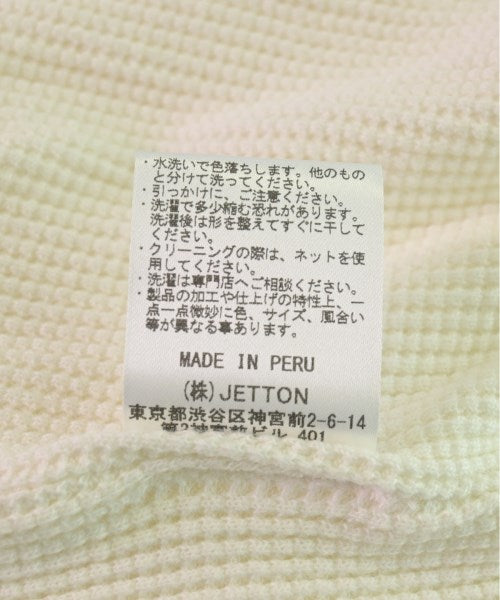 ・水洗いで色落ちします。他のもの
と分けて洗ってください。
・引っかけに、ご注意ください。
・洗濯で多少縮む恐れがあります。
洗濯後は形を整えてすぐに干して
ください。
・クリーニングの際は、ネットを使
用してください。
・洗濯は専門店へご相談ください。
・製品の加工や仕上げの特性上、一
点一点微妙に色、サイズ、風合い
等が異なる事あります。
MADE IN PERU
(株)JETTON
東京都渋谷区神宮前2-6-14
第3神宮前ビル 401